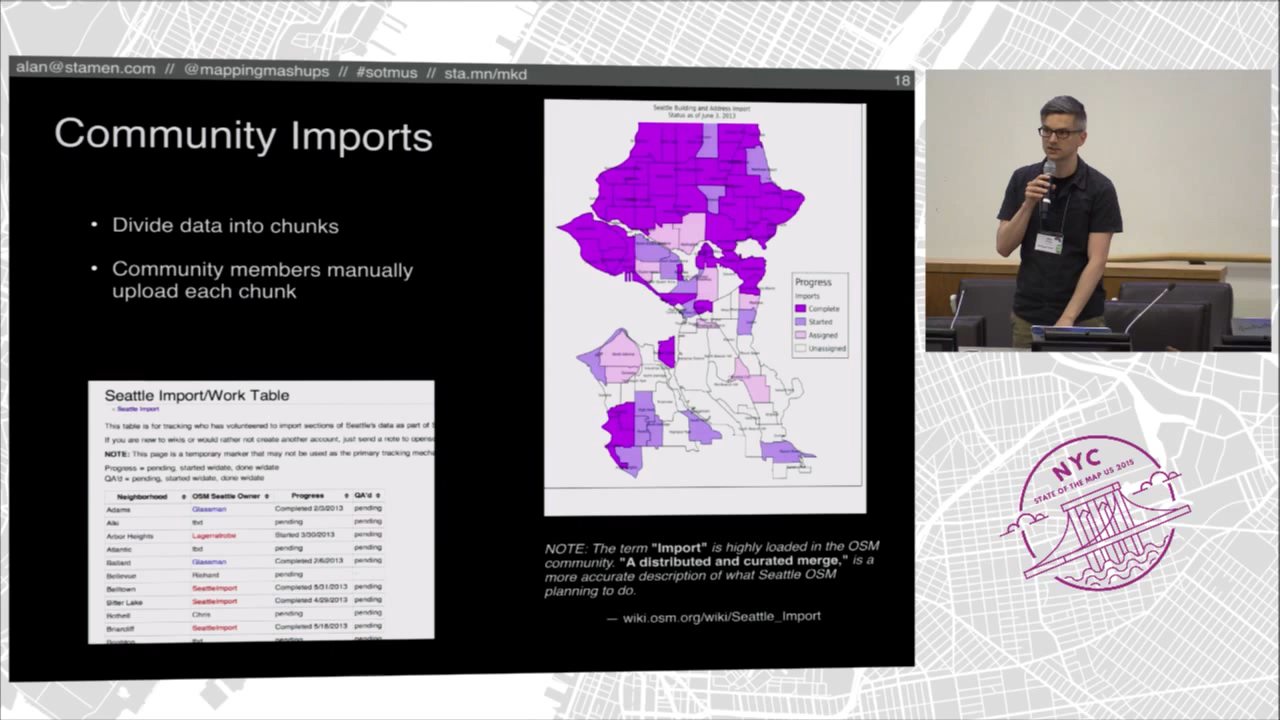 alan@stamen.com // @mappingmashups // #sotmus // sta.mn/mkd
18
Community Imports
• Divide data into chunks
• Community members manually
upload each chunk
Seattle Building and Address Import
Status as of June 3, 2013
Progress
Imports
Complete
Started
Assigned
Unassigned
Seattle Import/Work Table
< Seattle Import
This table is for tracking who has volunteered to import sections of Seattle's data as part of
If you are new to wikis or would rather not create another account, just send a note to
NOTE: This page is a temporary marker that may not be used as the primary tracking
Progress = pending, started w/date, done w/date
QA'd = pending, started w/date, done w/date
Neighborhood OSM Seattle Owner Progress QA'd
Adams Glassman Completed 2/3/2013 pending
Alki tbd pending pending
Arbor Heights Lagernatrobe Started 3/30/2013 pending
Atlantic tbd pending pending
Ballard Glassman Completed 2/6/2013 pending
Bellevue Richard pending
Belltown SeattleImport Completed 5/31/2013 pending
Bitter Lake SeattleImport Completed 4/29/2013 pending
Bothell Chris pending pending
Briarcliff SeattleImport Completed 5/18/2013 pending
NOTE: The term "Import" is highly loaded in the OSM
community. "A distributed and curated merge," is a
more accurate description of what Seattle OSM
planning to do.
— wiki.osm.org/wiki/Seattle_Import
NYC
STATE OF THE MAP US 2015